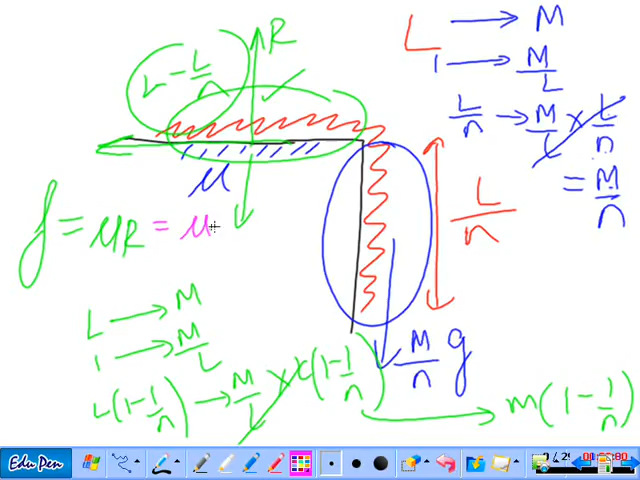 L → M
1 → M/L
L/n → M/L × L/n
= M/n
R
L - L/n
μ
L/n
f = μR = μ
M/n g
L → M
1 → M/L
L(1-1/n) → M/L × L(1-1/n) → m(1-1/n)
Edu Pen